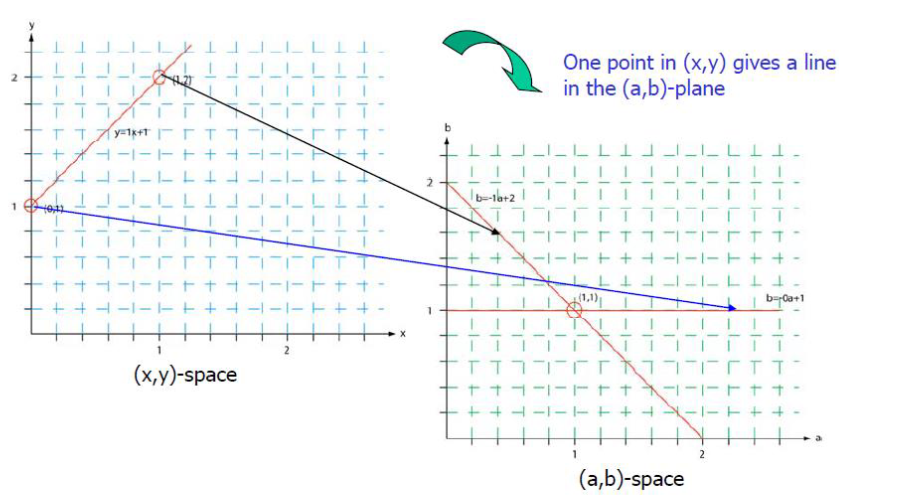 y
2
(1,2)
y=1x+1
1
(0,1)
x
1
2
(x,y)-space
One point in (x,y) gives a line
in the (a,b)-plane
b
2
b=-1a+2
(1,1)
b=-0a+1
1
a
1
2
(a,b)-space